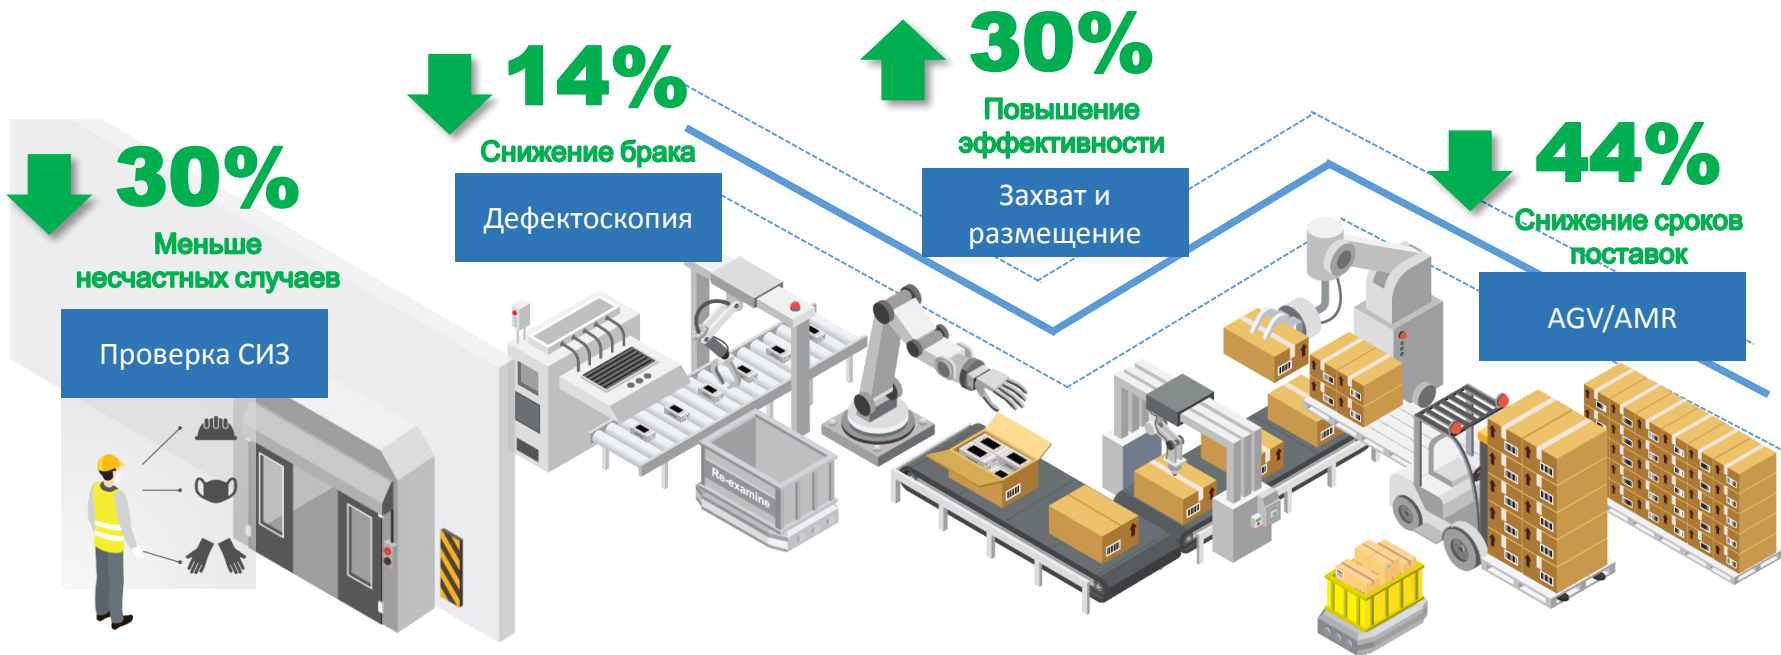 30%
Меньше
несчастных случаев
Проверка СИЗ
14%
Снижение брака
Дефектоскопия
30%
Повышение
эффективности
Захват и
размещение
44%
Снижение сроков
поставок
AGV/AMR
Re-examine